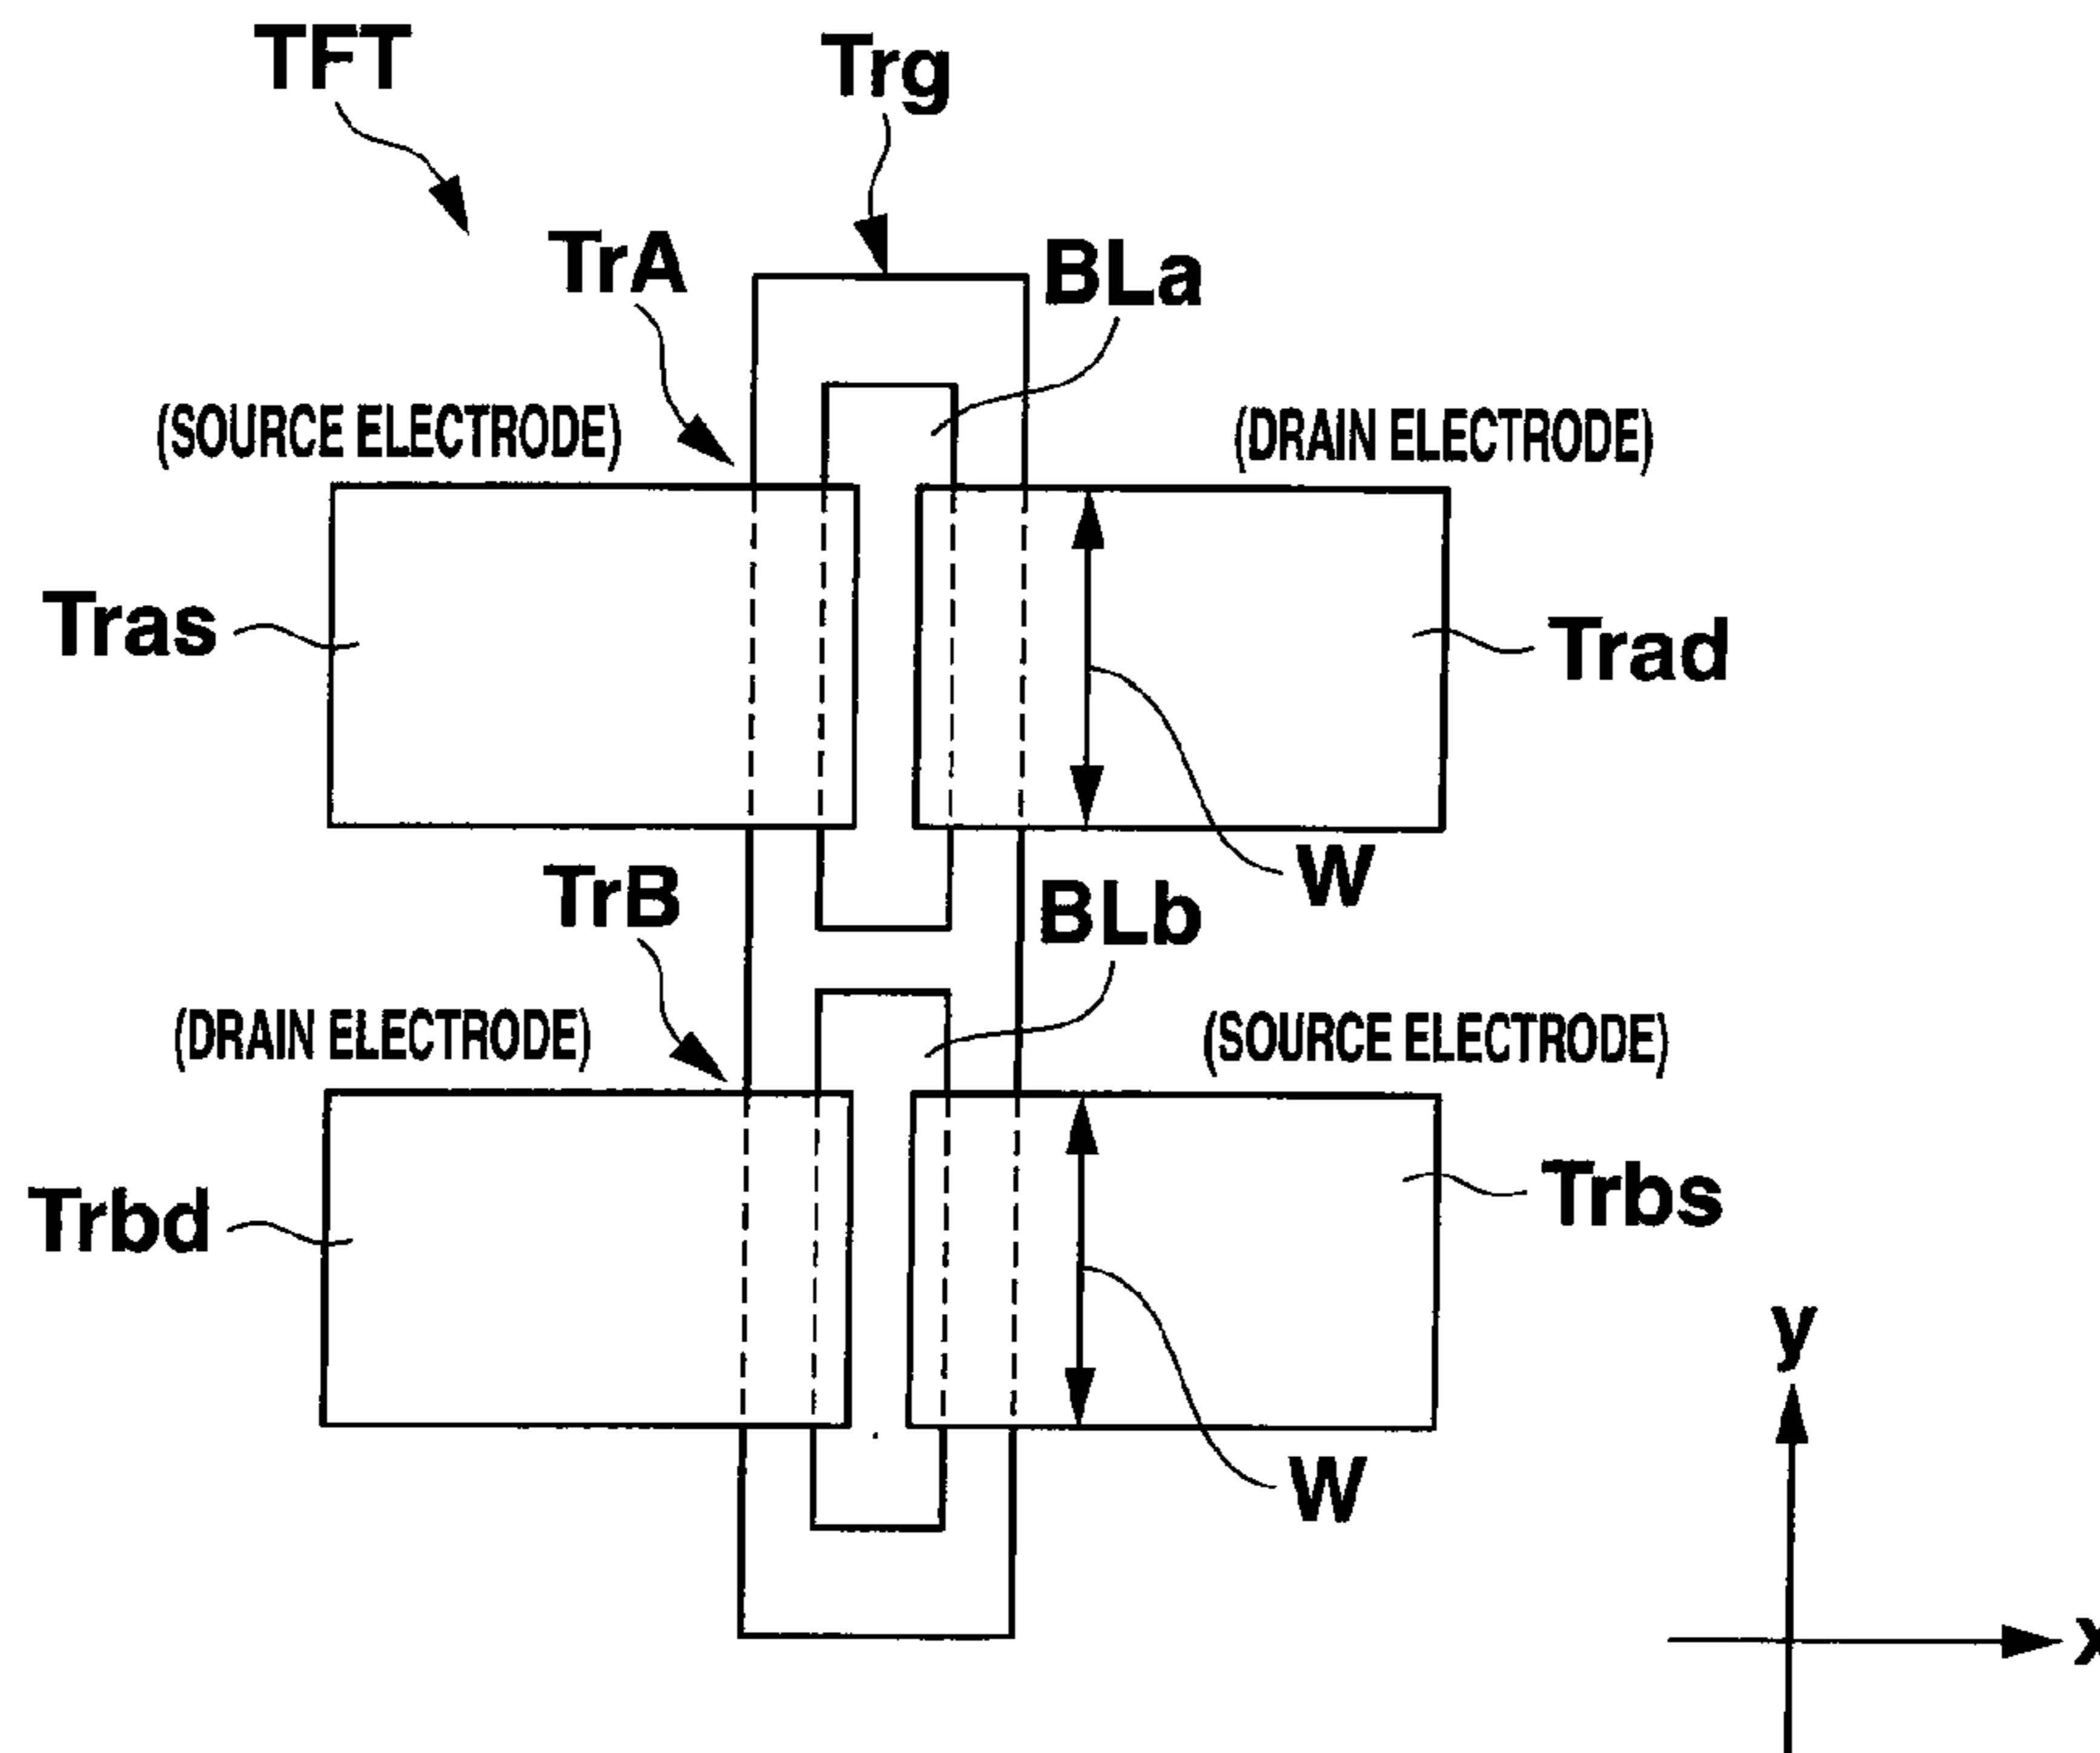 TFT
Trg
TrA
BLa
(SOURCE ELECTRODE)
(DRAIN ELECTRODE)
Tras
Trad
W
TrB
BLb
(DRAIN ELECTRODE)
(SOURCE ELECTRODE)
Trbd
Trbs
W
y
x